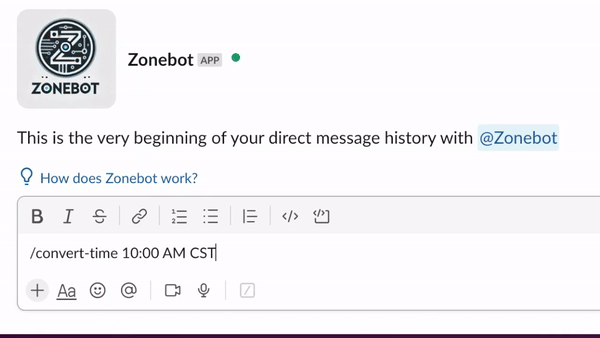 ZONEBOT
Zonebot APP
This is the very beginning of your direct message history with @Zonebot
How does Zonebot work?
B I S
/convert-time 10:00 AM CST
Aa